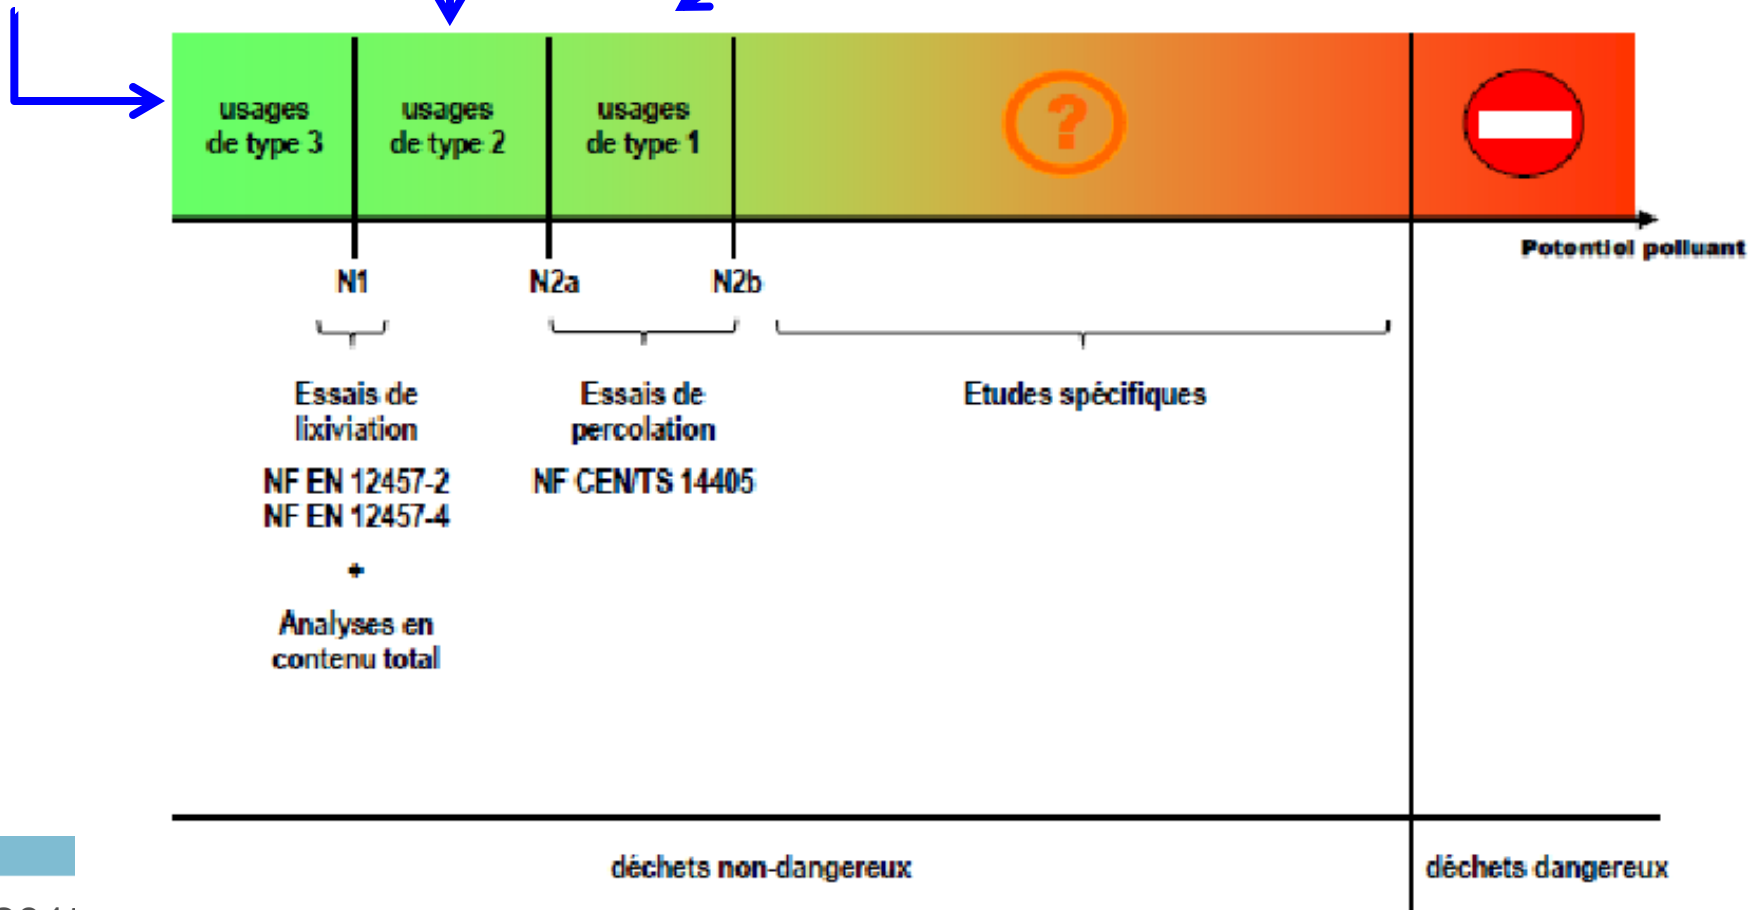 usages
de type 3
usages
de type 2
usages
de type 1
?
Potentiel polluant
N1
N2a
N2b
Essais de
lixiviation
NF EN 12457-2
NF EN 12457-4
+
Analyses en
contenu total
Essais de
percolation
NF CEN/TS 14405
Etudes spécifiques
déchets non-dangereux
déchets dangereux